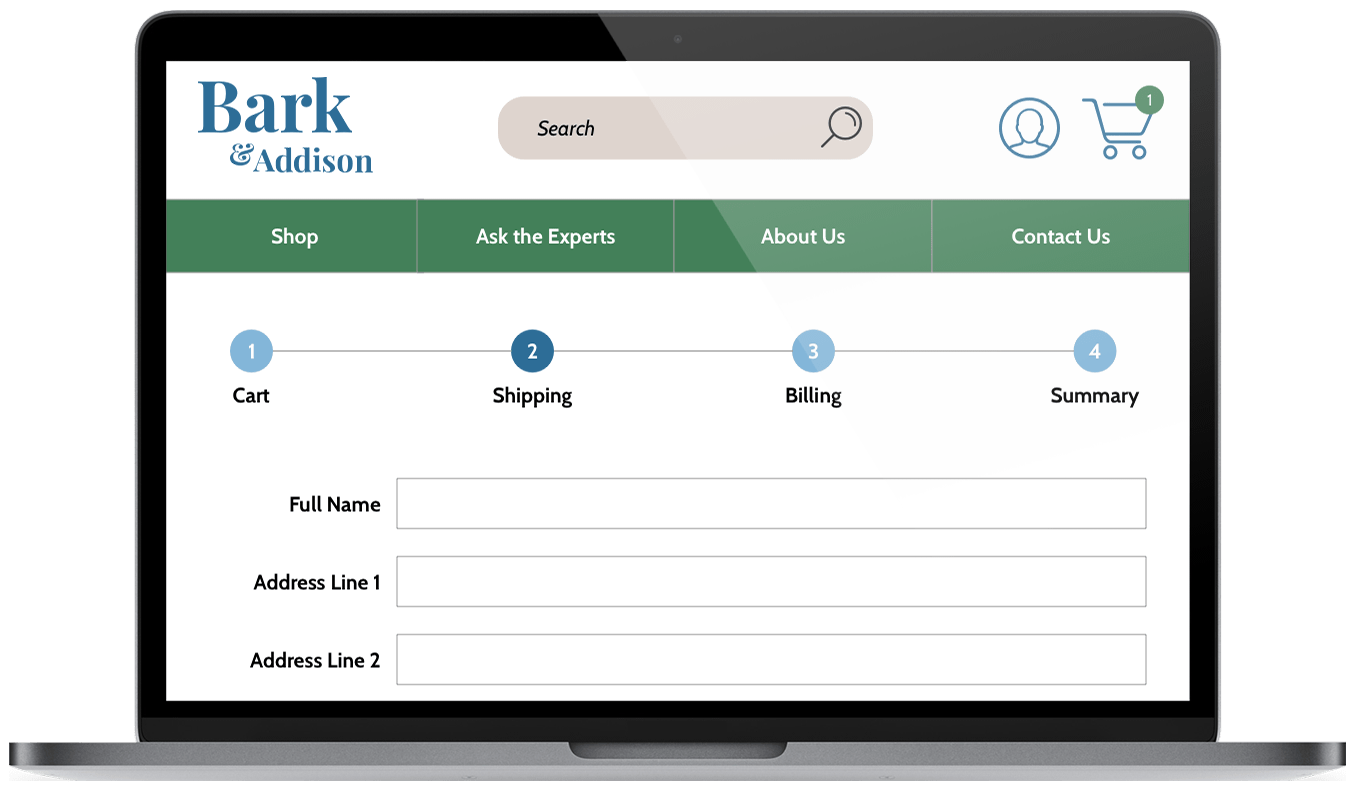 Bark
&Addison
Search
1
Shop Ask the Experts About Us Contact Us
1 2 3 4
Cart Shipping Billing Summary
Full Name
Address Line 1
Address Line 2